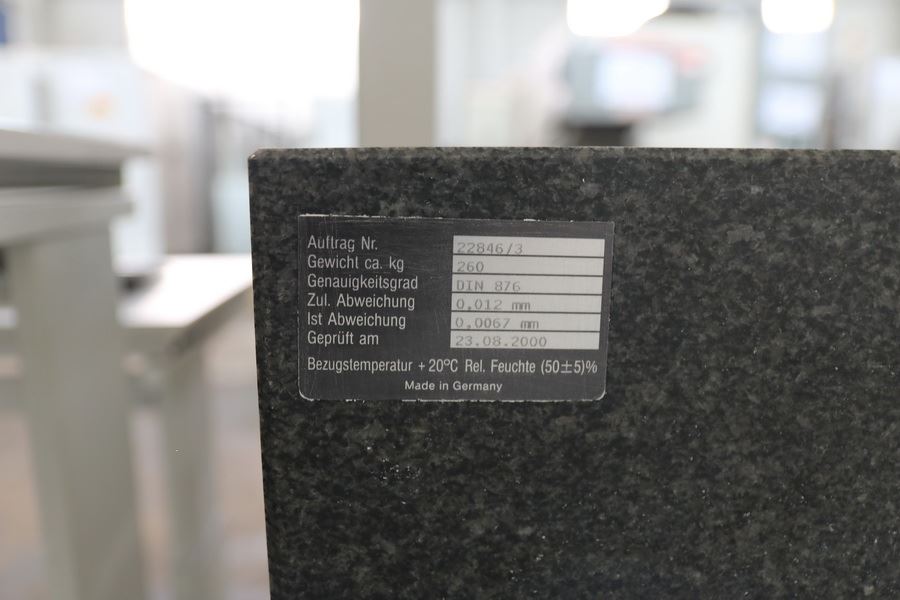 Auftrag Nr. 22846/3
Gewicht ca. kg 260
Genauigkeitsgrad DIN 876
Zul. Abweichung 0,012 mm
Ist Abweichung 0,0067 mm
Geprüft am 23.08.2000
Bezugstemperatur +20°C Rel. Feuchte (50±5)%
Made in Germany